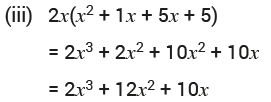 (iii) 2x(x² + 1x + 5x + 5)
= 2x³ + 2x² + 10x² + 10x
= 2x³ + 12x² + 10x